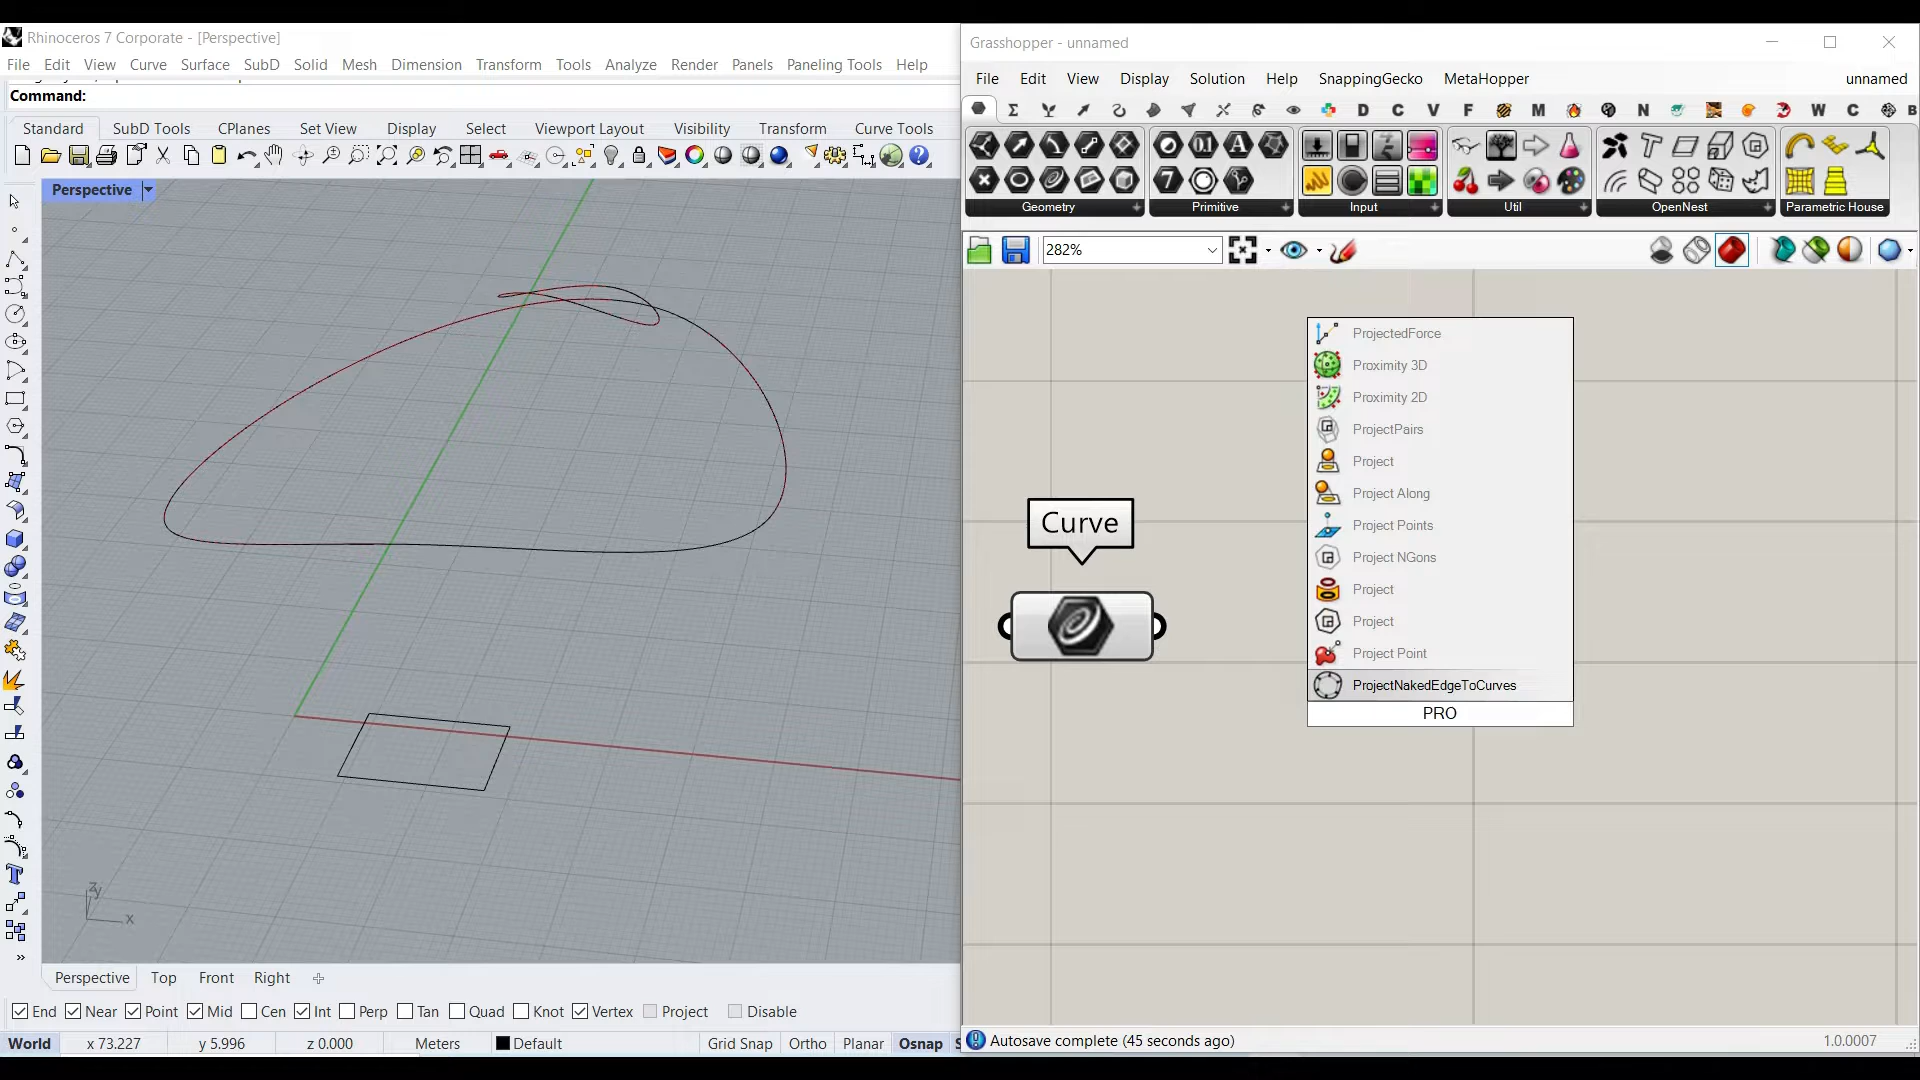 Rhinoceros 7 Corporate - [Perspective]
File Edit View Curve Surface SubD Solid Mesh Dimension Transform Tools Analyze Render Panels Paneling Tools Help
Command:
Standard SubD Tools CPlanes Set View Display Select Viewport Layout Visibility Transform Curve Tools
Perspective
z
y
x
Perspective Top Front Right
End Near Point Mid Cen Int Perp Tan Quad Knot Vertex Project Disable
World x 73.227 y 5.996 z 0.000 Meters Default Grid Snap Ortho Planar Osnap S
Grasshopper - unnamed
File Edit View Display Solution Help SnappingGecko MetaHopper unnamed
D C V F M N W C B
Geometry Primitive Input Util OpenNest Parametric House
282%
Curve
ProjectedForce
Proximity 3D
Proximity 2D
ProjectPairs
Project
Project Along
Project Points
Project NGons
Project
Project
Project Point
ProjectNakedEdgeToCurves
PRO
Autosave complete (45 seconds ago)
1.0.0007